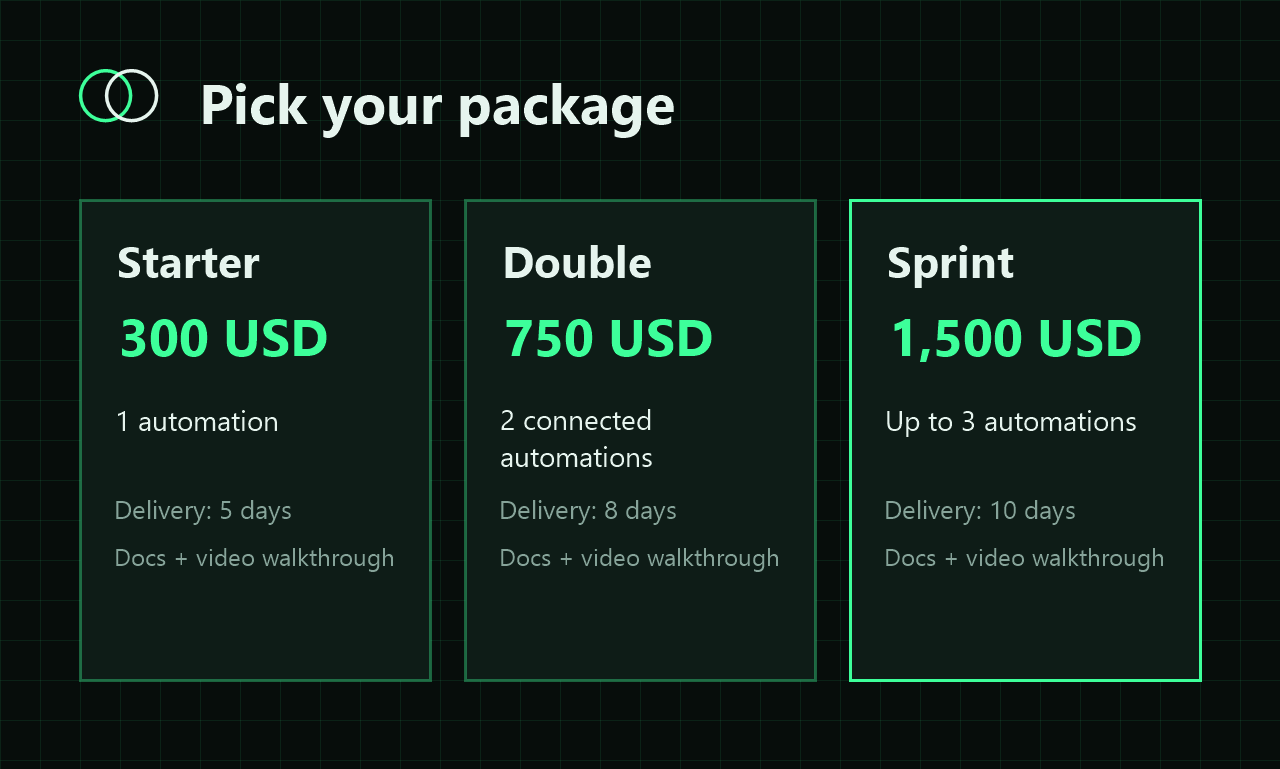 Pick your package
Starter
300 USD
1 automation
Delivery: 5 days
Docs + video walkthrough
Double
750 USD
2 connected
automations
Delivery: 8 days
Docs + video walkthrough
Sprint
1,500 USD
Up to 3 automations
Delivery: 10 days
Docs + video walkthrough